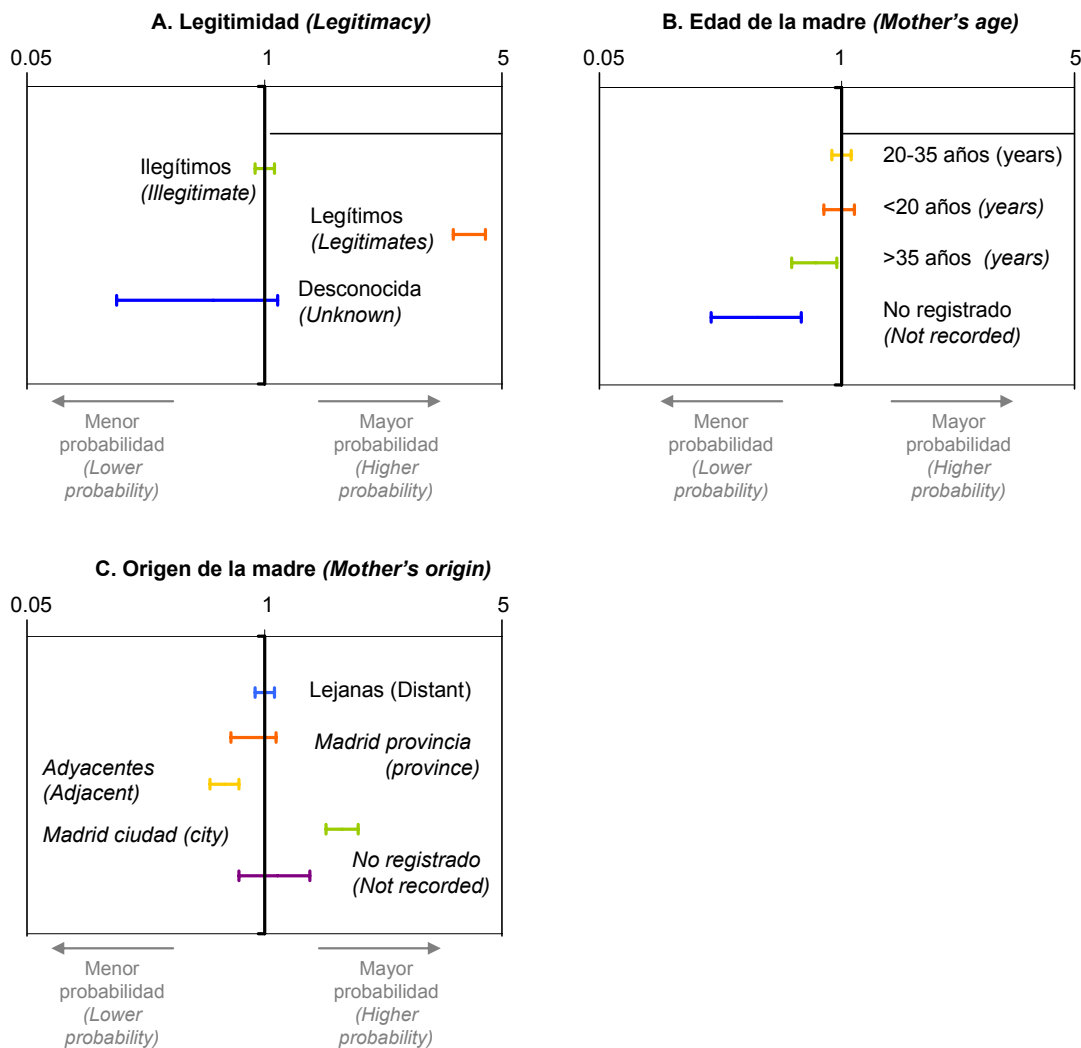 A. Legitimidad (Legitimacy)
0.05 1 5
Ilegítimos
(Illegitimate)
Legítimos
(Legitimates)
Desconocida
(Unknown)
Menor
probabilidad
(Lower
probability)
Mayor
probabilidad
(Higher
probability)
B. Edad de la madre (Mother's age)
0.05 1 5
20-35 años (years)
<20 años (years)
>35 años (years)
No registrado
(Not recorded)
Menor
probabilidad
(Lower
probability)
Mayor
probabilidad
(Higher
probability)
C. Origen de la madre (Mother's origin)
0.05 1 5
Lejanas (Distant)
Madrid provincia
(province)
Adyacentes
(Adjacent)
Madrid ciudad (city)
No registrado
(Not recorded)
Menor
probabilidad
(Lower
probability)
Mayor
probabilidad
(Higher
probability)